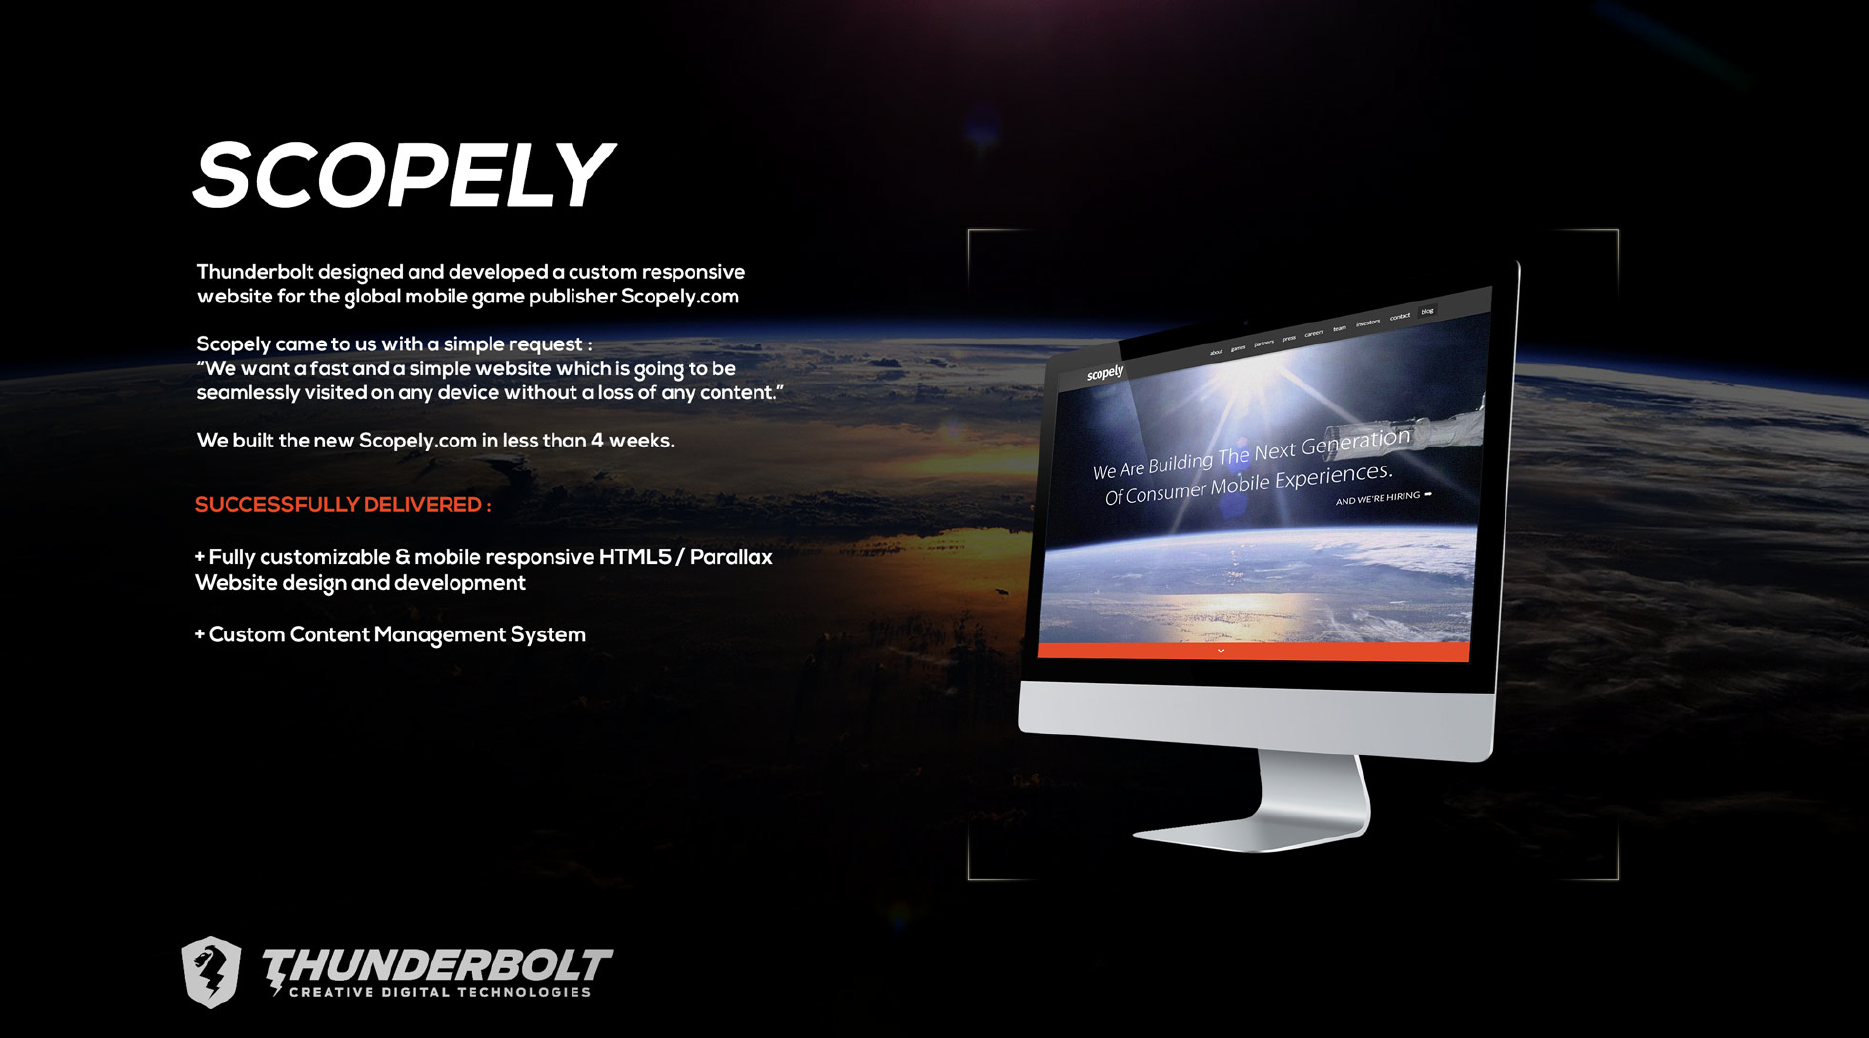 SCOPELY
Thunderbolt designed and developed a custom responsive
website for the global mobile game publisher Scopely.com
Scopely came to us with a simple request :
“We want a fast and a simple website which is going to be
seamlessly visited on any device without a loss of any content.”
We built the new Scopely.com in less than 4 weeks.
SUCCESSFULLY DELIVERED :
+ Fully customizable & mobile responsive HTML5 / Parallax
Website design and development
+ Custom Content Management System
scopely
about games partners press careers team investors contact blog
We Are Building The Next Generation
Of Consumer Mobile Experiences.
AND WE'RE HIRING ➡
THUNDERBOLT
CREATIVE DIGITAL TECHNOLOGIES